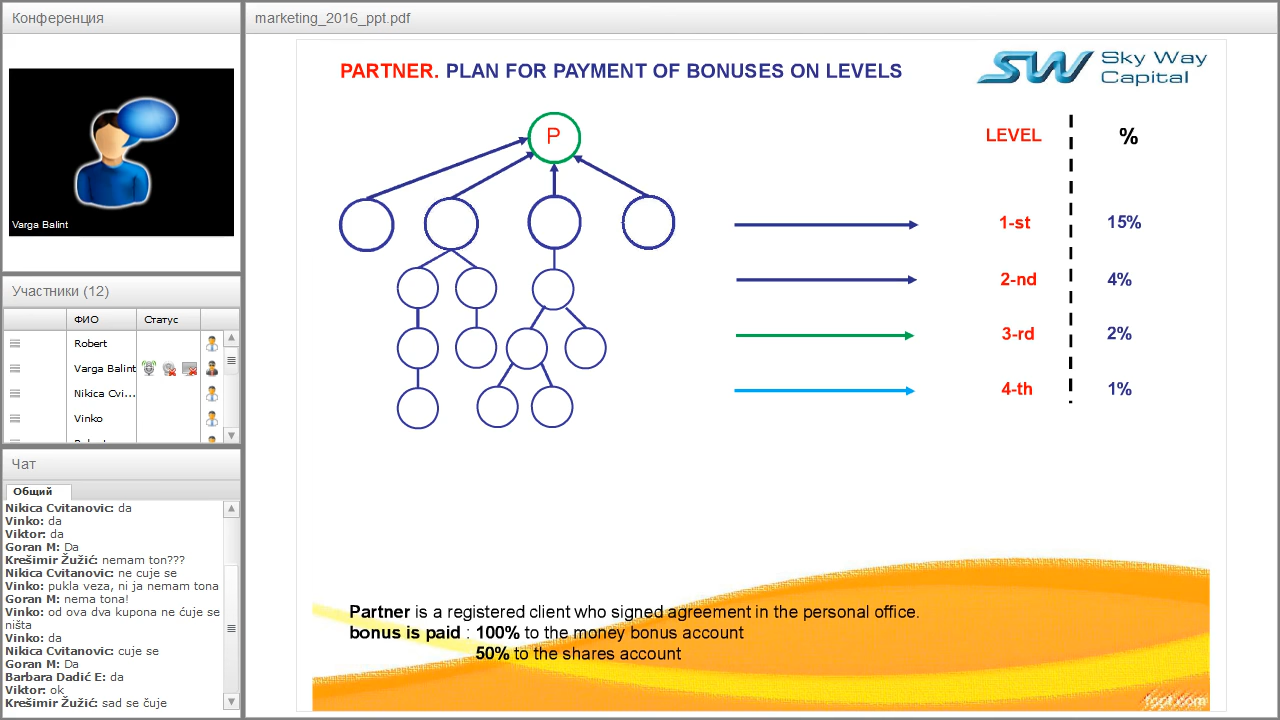 Конференция
Varga Balint
Участники (12)
ФИО Статус
Robert
Varga Balint
Nikica Cvi...
Vinko
Чат
Общий
Nikica Cvitanovic: da
Vinko: da
Viktor: da
Goran M: Da
Krešimir Žužić: nemam ton???
Nikica Cvitanovic: ne cuje se
Vinko: pukla veza, ni ja nemam tona
Goran M: nema tona!
Vinko: od ova dva kupona ne ćuje se
ništa
Vinko: da
Nikica Cvitanovic: cuje se
Goran M: Da
Barbara Dadić E: da
Viktor: ok
Krešimir Žužić: sad se čuje
marketing_2016_ppt.pdf
PARTNER. PLAN FOR PAYMENT OF BONUSES ON LEVELS
SW Sky Way
Capital
P
LEVEL %
1-st 15%
2-nd 4%
3-rd 2%
4-th 1%
Partner is a registered client who signed agreement in the personal office.
bonus is paid : 100% to the money bonus account
50% to the shares account
fppt.com